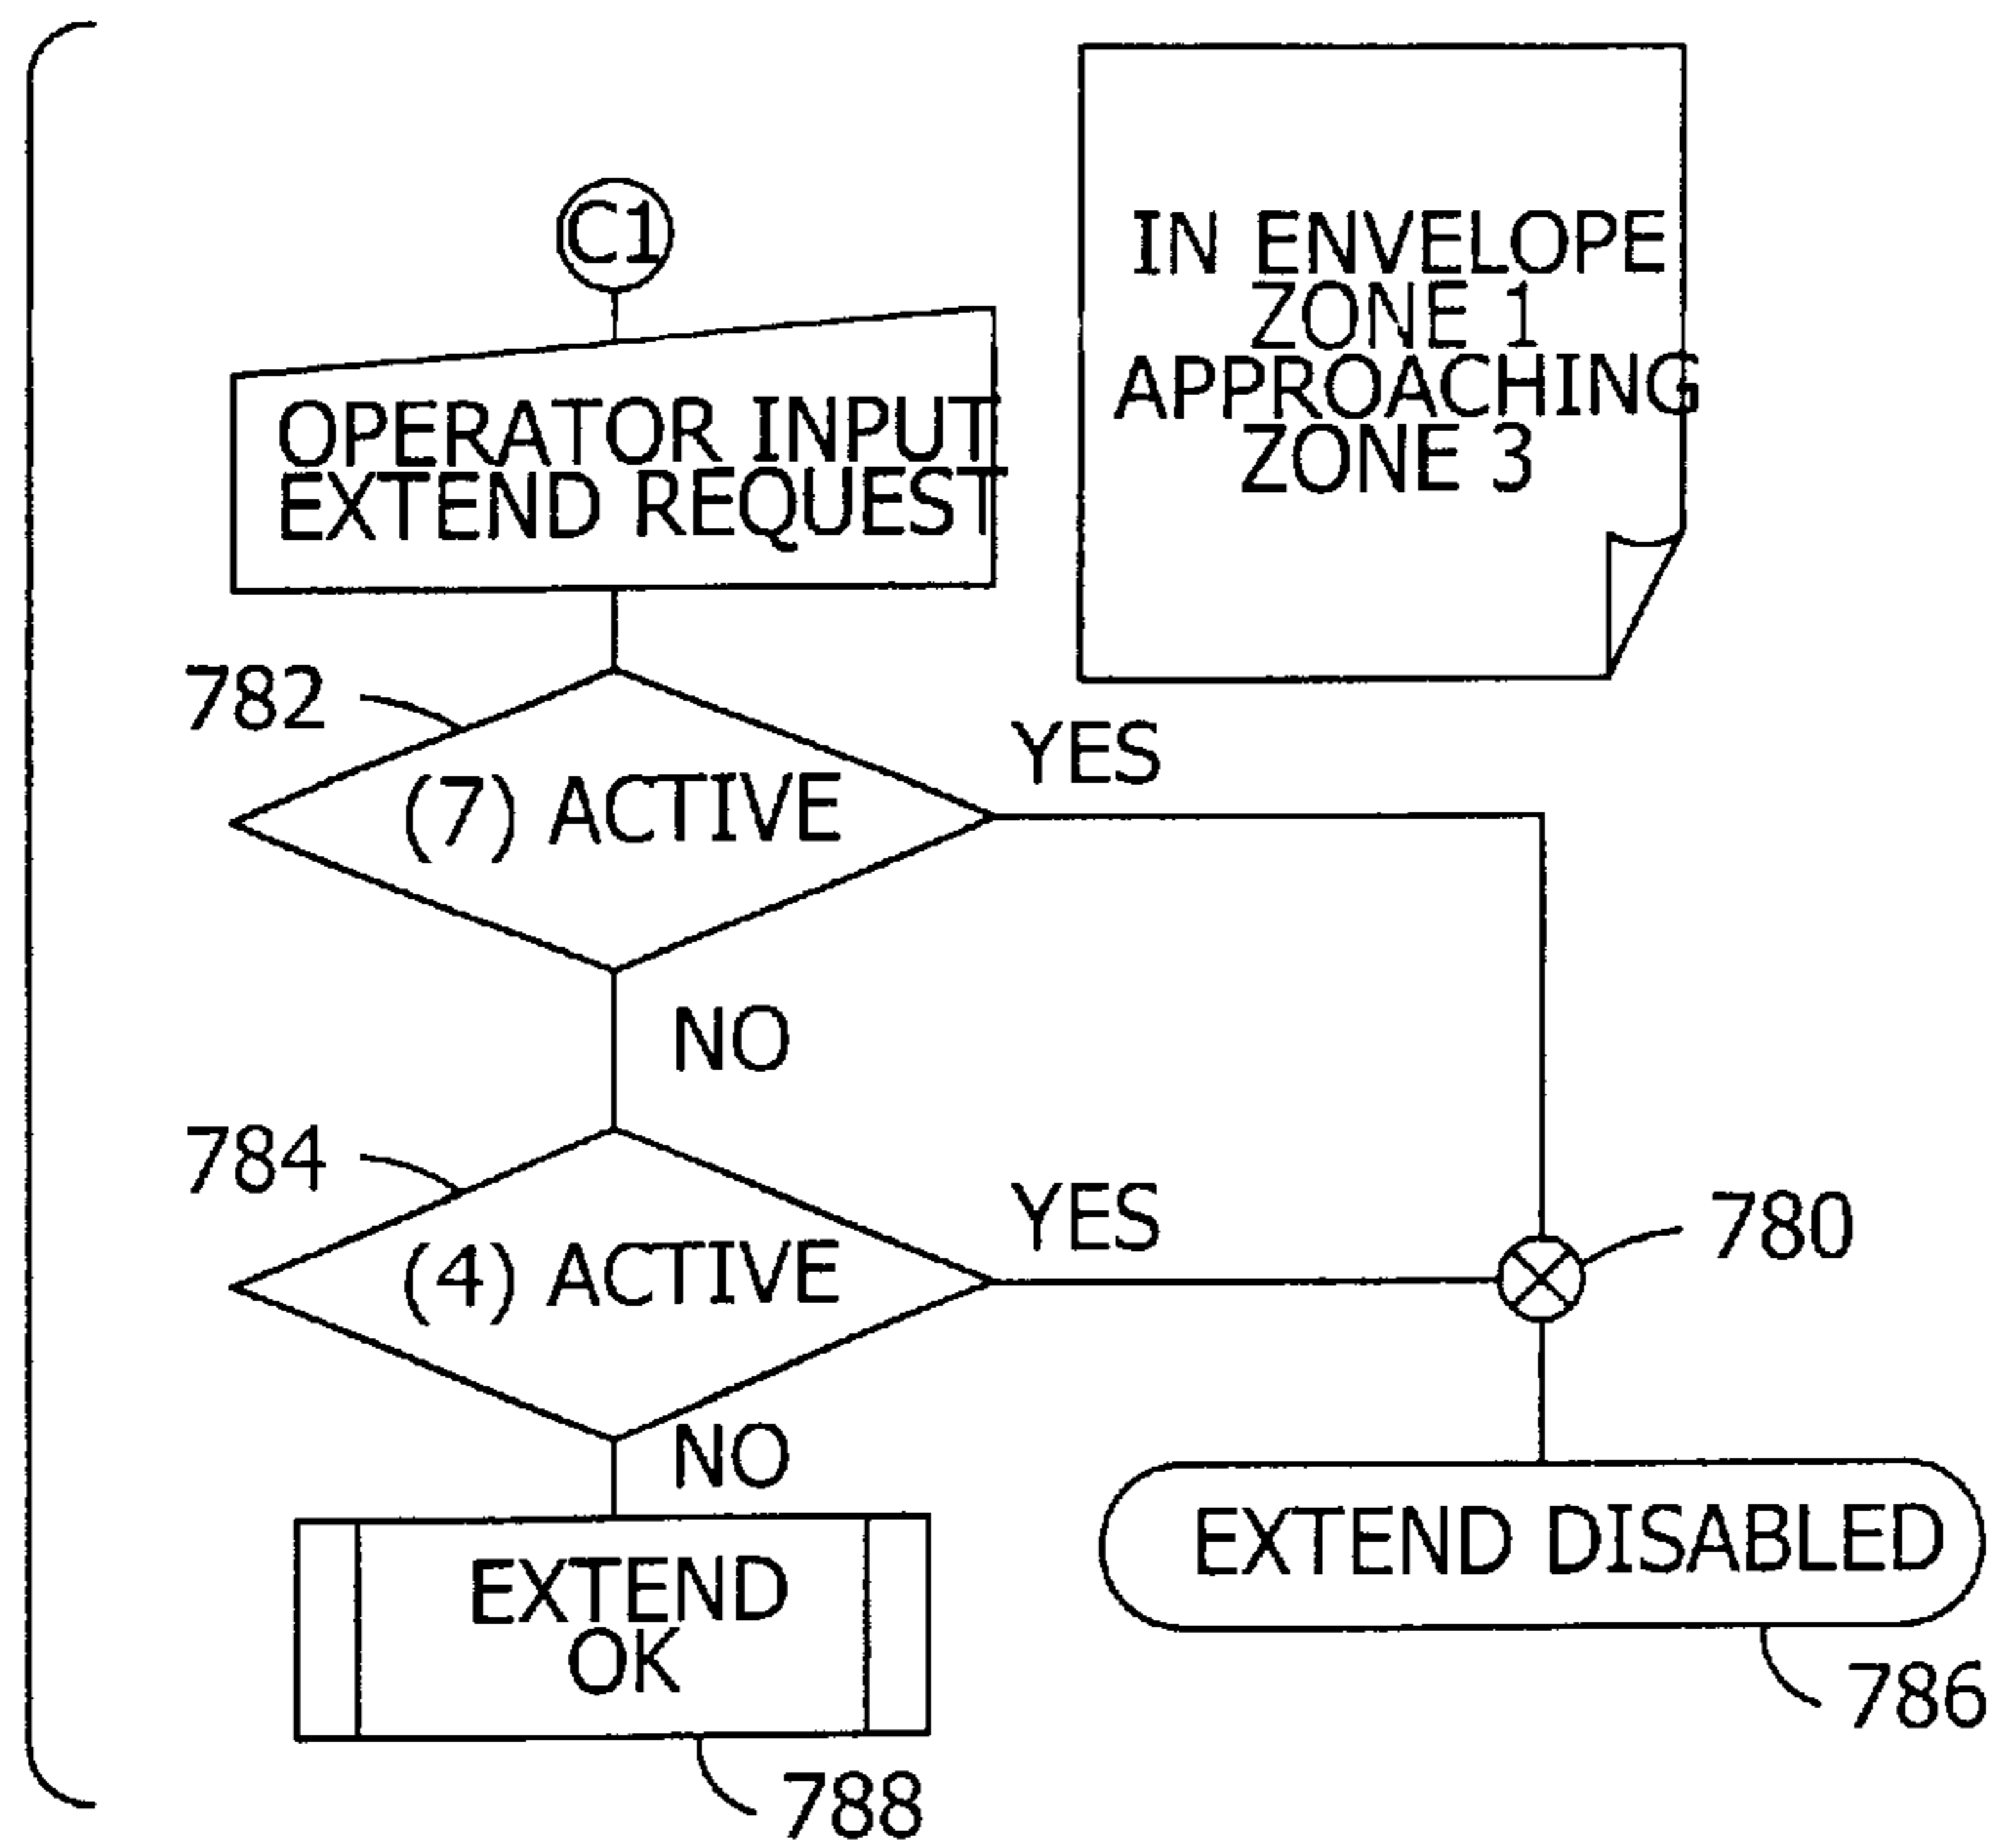 C1
OPERATOR INPUT
EXTEND REQUEST
IN ENVELOPE
ZONE 1
APPROACHING
ZONE 3
782
(7) ACTIVE
YES
NO
784
(4) ACTIVE
YES
780
NO
EXTEND
OK
788
EXTEND DISABLED
786